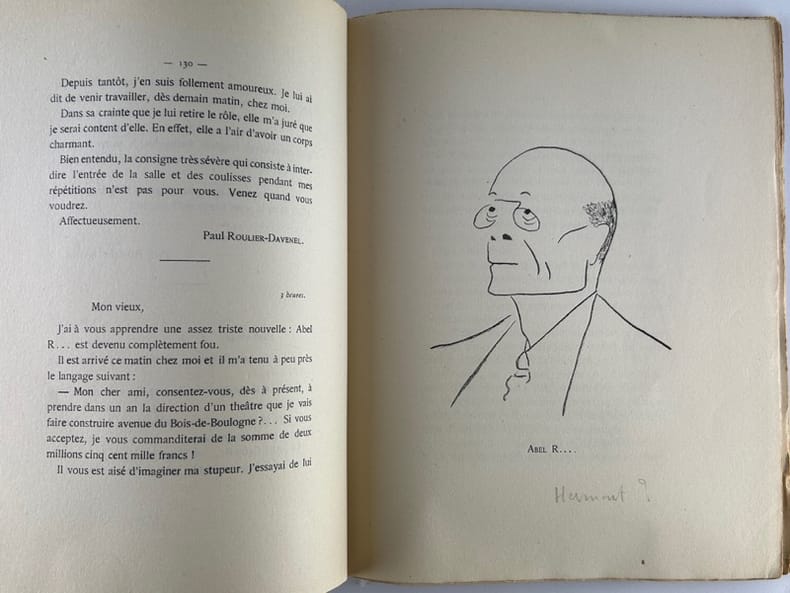 — 130 —
Depuis tantôt, j'en suis follement amoureux. Je lui ai
dit de venir travailler, dès demain matin, chez moi.
Dans sa crainte que je lui retire le rôle, elle m'a juré que
je serai content d'elle. En effet, elle a l'air d'avoir un corps
charmant.
Bien entendu, la consigne très sévère qui consiste à inter-
dire l'entrée de la salle et des coulisses pendant mes
répétitions n'est pas pour vous. Venez quand vous
voudrez.
Affectueusement.
Paul Roulier-Davenel.
3 heures.
Mon vieux,
J'ai à vous apprendre une assez triste nouvelle : Abel
R... est devenu complètement fou.
Il est arrivé ce matin chez moi et il m'a tenu à peu près
le langage suivant :
— Mon cher ami, consentez-vous, dès à présent, à
prendre dans un an la direction d'un theâtre que je vais
faire construire avenue du Bois-de-Boulogne ?... Si vous
acceptez, je vous commanditerai de la somme de deux
millions cinq cent mille francs !
Il vous est aisé d'imaginer ma stupeur. J'essayai de lui
Abel R....
Hermant ?